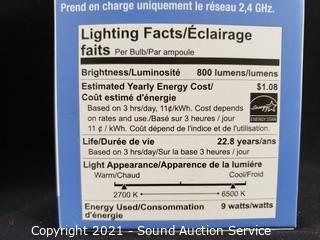 Prend en charge uniquement le réseau 2,4 GHz.
Lighting Facts/Éclairage
faits Per Bulb/Par ampoule
Brightness/Luminosité 800 lumens/lumens
Estimated Yearly Energy Cost/ $1.08
Coût estimé d'énergie
Based on 3 hrs/day, 11¢/kWh. Cost depends
on rates and use./Basé sur 3 heures / jour
11 ¢/ kWh. Coût dépend de l'indice et de l'utilisation.
ENERGY STAR
Life/Durée de vie 22.8 years/ans
Based on 3 hrs/day/Sur la base 3 heures / jour
Light Appearance/Apparence de la lumière
Warm/Chaud Cool/Froid
2700 K 6500 K
Energy Used/Consommation 9 watts/watts
d'énergie
Copyright 2021 - Sound Auction Service